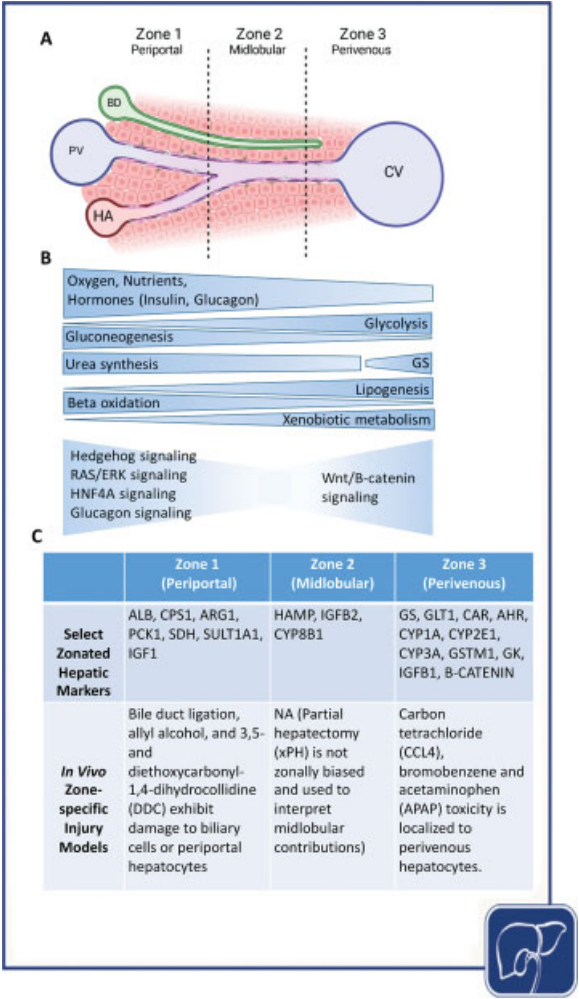 A
Zone 1
Periportal
Zone 2
Midlobular
Zone 3
Perivenous
BD
PV
HA
CV
B
Oxygen, Nutrients,
Hormones (Insulin, Glucagon)
Glycolysis
Gluconeogenesis
Urea synthesis
GS
Lipogenesis
Beta oxidation
Xenobiotic metabolism
Hedgehog signaling
RAS/ERK signaling
HNF4A signaling
Glucagon signaling
Wnt/B-catenin
signaling
C
Zone 1
(Periportal)
Zone 2
(Midlobular)
Zone 3
(Perivenous)
Select
Zonated
Hepatic
Markers
ALB, CPS1, ARG1,
PCK1, SDH, SULT1A1,
IGF1
HAMP, IGFB2,
CYP8B1
GS, GLT1, CAR, AHR,
CYP1A, CYP2E1,
CYP3A, GSTM1, GK,
IGFB1, B-CATENIN
In Vivo
Zone-
specific
Injury
Models
Bile duct ligation,
allyl alcohol, and 3,5-
and
diethoxycarbonyl-
1,4-dihydrocollidine
(DDC) exhibit
damage to biliary
cells or periportal
hepatocytes
NA (Partial
hepatectomy
(xPH) is not
zonally biased
and used to
interpret
midlobular
contributions)
Carbon
tetrachloride
(CCL4),
bromobenzene and
acetaminophen
(APAP) toxicity is
localized to
perivenous
hepatocytes.